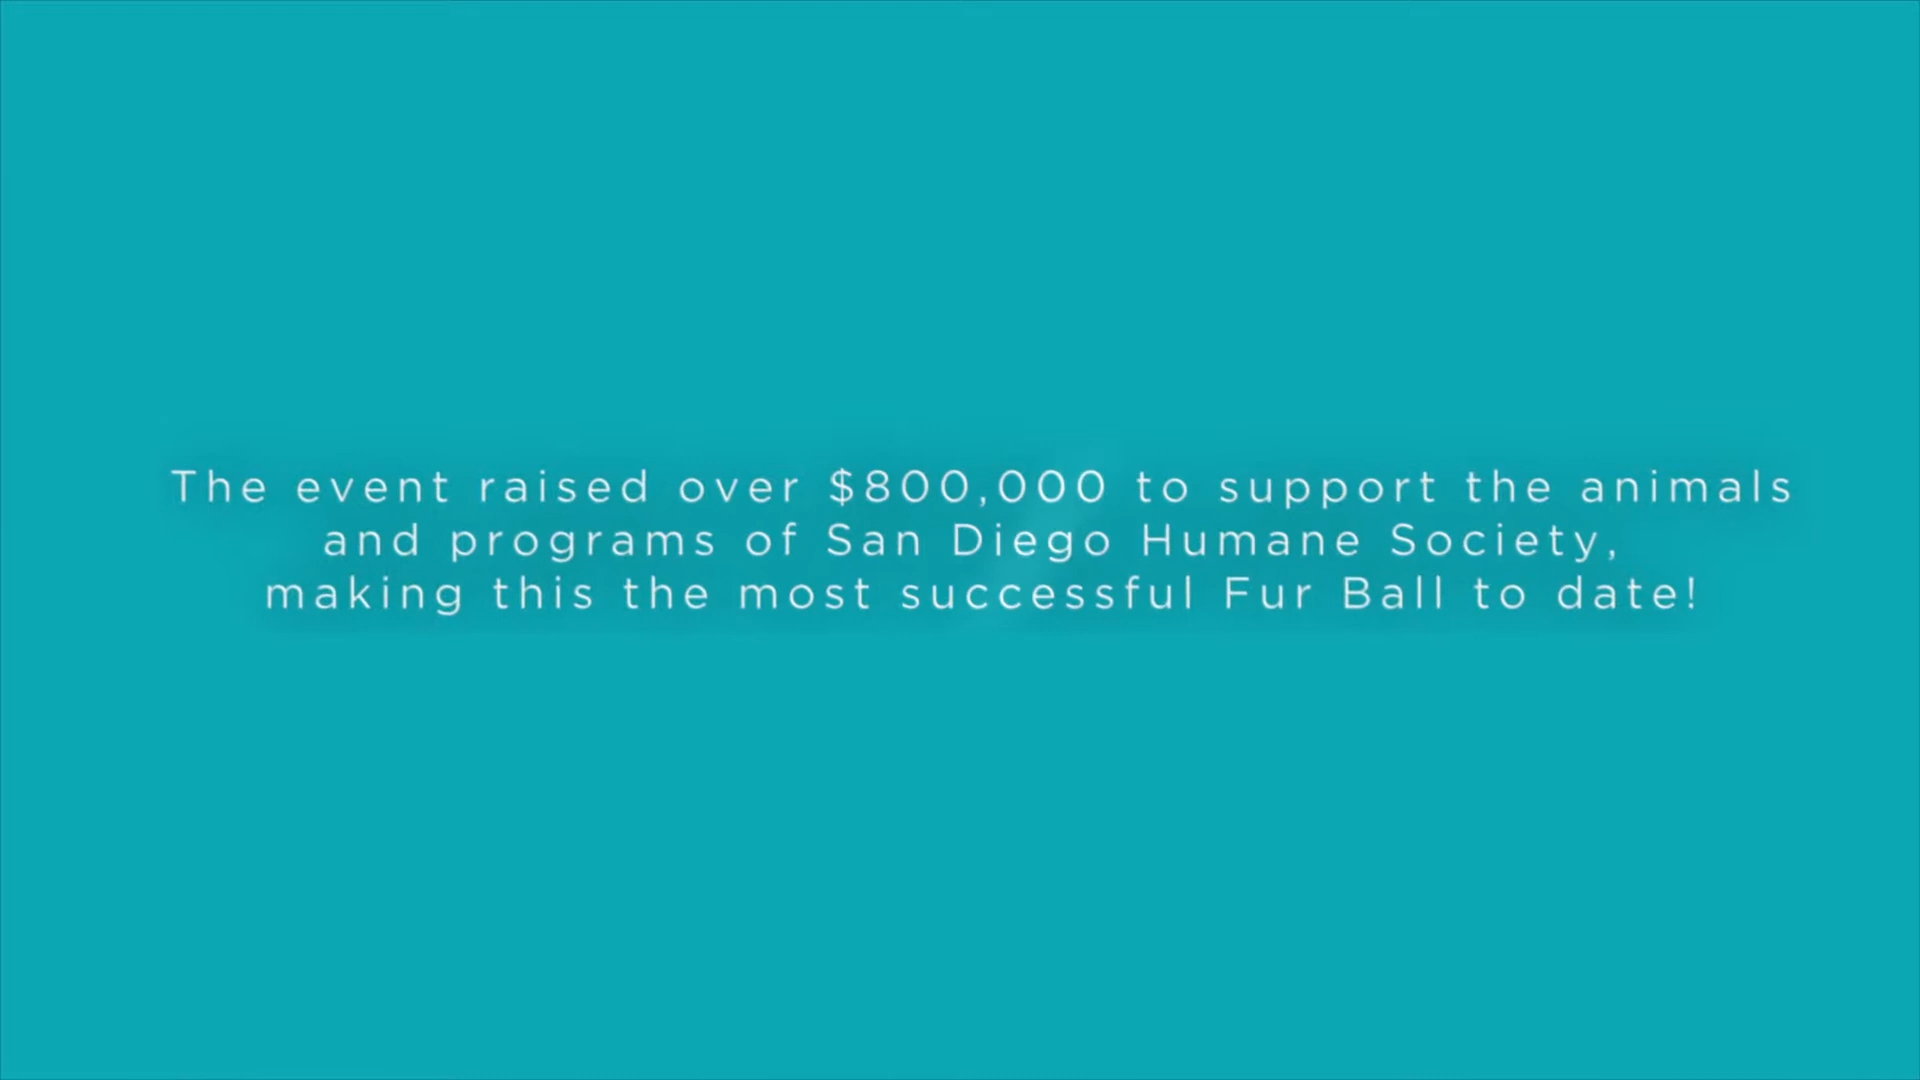 The event raised over $800,000 to support the animals
and programs of San Diego Humane Society,
making this the most successful Fur Ball to date!